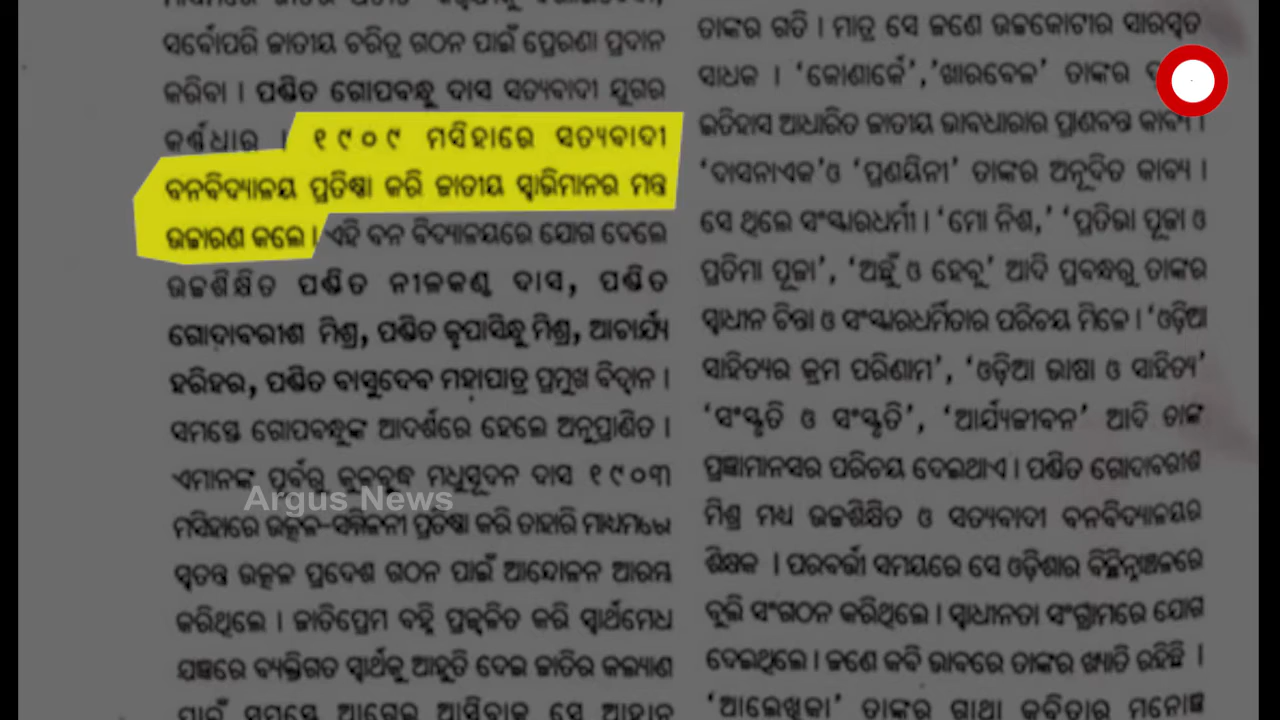 ସର୍ବୋପରି ଜାତୀୟ ଚରିତ୍ର ଗଠନ ପାଇଁ ପ୍ରେରଣା ପ୍ରଦାନ
କରିବା । ପଣ୍ଡିତ ଗୋପବନ୍ଧୁ ଦାସ ସତ୍ୟବାଦୀ ଯୁଗର
କର୍ଣ୍ଣଧାର । ୧୯୦୯ ମସିହାରେ ସତ୍ୟବାଦୀ
ବନବିଦ୍ୟାଳୟ ପ୍ରତିଷ୍ଠା କରି ଜାତୀୟ ସ୍ୱାଭିମାନର ମନ୍ତ୍ର
ଉଚ୍ଚାରଣ କଲେ । ଏହି ବନ ବିଦ୍ୟାଳୟରେ ଯୋଗ ଦେଲେ
ଉଚ୍ଚଶିକ୍ଷିତ ପଣ୍ଡିତ ନୀଳକଣ୍ଠ ଦାସ, ପଣ୍ଡିତ
ଗୋଦାବରୀଶ ମିଶ୍ର, ପଣ୍ଡିତ କୃପାସିନ୍ଧୁ ମିଶ୍ର, ଆଚାର୍ଯ୍ୟ
ହରିହର, ପଣ୍ଡିତ ବାସୁଦେବ ମହାପାତ୍ର ପ୍ରମୁଖ ବିଦ୍ୱାନ ।
ସମସ୍ତେ ଗୋପବନ୍ଧୁଙ୍କ ଆଦର୍ଶରେ ହେଲେ ଅନୁପ୍ରାଣିତ ।
ଏମାନଙ୍କ ପୂର୍ବରୁ କୁଳବୃଦ୍ଧ ମଧୁସୂଦନ ଦାସ ୧୯୦୩
ମସିହାରେ ଉତ୍କଳ-ସମ୍ମିଳନୀ ପ୍ରତିଷ୍ଠା କରି ତାହାରି ମାଧ୍ୟମରେ
ସ୍ୱତନ୍ତ୍ର ଉତ୍କଳ ପ୍ରଦେଶ ଗଠନ ପାଇଁ ଆନ୍ଦୋଳନ ଆରମ୍ଭ
କରିଥିଲେ । ଜାତିପ୍ରେମ ବହ୍ନି ପ୍ରଜ୍ଜ୍ୱଳିତ କରି ସ୍ୱାର୍ଥମେଧ
ଯଜ୍ଞରେ ବ୍ୟକ୍ତିଗତ ସ୍ୱାର୍ଥକୁ ଆହୁତି ଦେଇ ଜାତିର କଲ୍ୟାଣ
ପାଇଁ ସମସ୍ତେ ଆଗେଇ ଆସିବାକୁ ସେ ଆହ୍ୱାନ
ତାଙ୍କର ଗତି । ମାତ୍ର ସେ ଜଣେ ଉଚ୍ଚକୋଟୀର ସାରସ୍ୱତ
ସାଧକ । ‘କୋଣାର୍କେ’,’ଖାରବେଳ’ ତାଙ୍କର
ଇତିହାସ ଆଧାରିତ ଜାତୀୟ ଭାବଧାରାର ପ୍ରାଣବନ୍ତ କାବ୍ୟ ।
‘ଦାସନାଏକ’ଓ ‘ପ୍ରଣୟିନୀ’ ତାଙ୍କର ଅନୂଦିତ କାବ୍ୟ ।
ସେ ଥିଲେ ସଂସ୍କାରଧର୍ମୀ । ‘ମୋ ନିଶ,’ ‘ପ୍ରତିଭା ପୂଜା ଓ
ପ୍ରତିମା ପୂଜା’, ‘ଅଛୁଁ ଓ ହେବୁ’ ଆଦି ପ୍ରବନ୍ଧରୁ ତାଙ୍କର
ସ୍ୱାଧୀନ ଚିନ୍ତା ଓ ସଂସ୍କାରଧର୍ମିତାର ପରିଚୟ ମିଳେ । ‘ଓଡ଼ିଆ
ସାହିତ୍ୟର କ୍ରମ ପରିଣାମ’, ‘ଓଡ଼ିଆ ଭାଷା ଓ ସାହିତ୍ୟ’
‘ସଂସ୍କୃତି ଓ ସଂସ୍କୃତି’, ‘ଆର୍ଯ୍ୟଜୀବନ’ ଆଦି ତାଙ୍କ
ପ୍ରଜ୍ଞାମାନସର ପରିଚୟ ଦେଇଥାଏ । ପଣ୍ଡିତ ଗୋଦାବରୀଶ
ମିଶ୍ର ମଧ୍ୟ ଉଚ୍ଚଶିକ୍ଷିତ ଓ ସତ୍ୟବାଦୀ ବନବିଦ୍ୟାଳୟର
ଶିକ୍ଷକ । ପରବର୍ତ୍ତୀ ସମୟରେ ସେ ଓଡ଼ିଶାର ବିଚ୍ଛିନ୍ନାଞ୍ଚଳରେ
ବୁଲି ସଂଗଠନ କରିଥିଲେ । ସ୍ୱାଧୀନତା ସଂଗ୍ରାମରେ ଯୋଗ
ଦେଇଥିଲେ । ଜଣେ କବି ଭାବରେ ତାଙ୍କର ଖ୍ୟାତି ରହିଛି ।
‘ଆଲେଖିକା’ ତାଙ୍କର ଗାଥା କବିତାର ମନୋଜ୍ଞ
Argus News